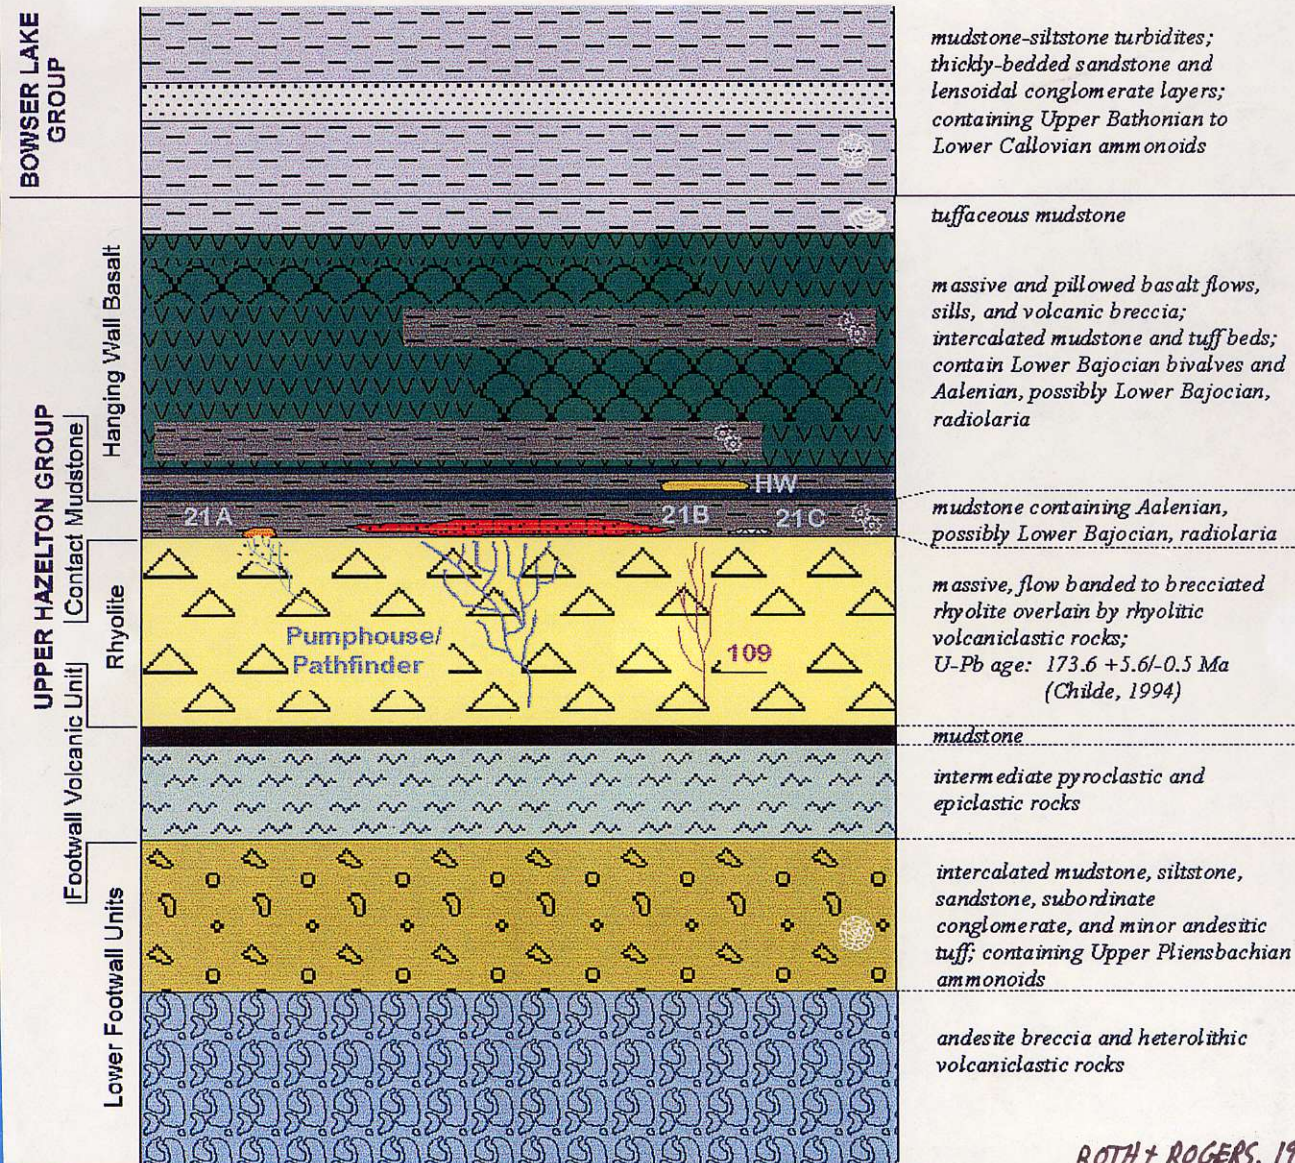 BOWSER LAKE
GROUP
mudstone-siltstone turbidites;
thickly-bedded sandstone and
lensoidal conglomerate layers;
containing Upper Bathonian to
Lower Callovian ammonoids
UPPER HAZELTON GROUP
tuffaceous mudstone
Hanging Wall Basalt
massive and pillowed basalt flows,
sills, and volcanic breccia;
intercalated mudstone and tuff beds;
contain Lower Bajocian bivalves and
Aalenian, possibly Lower Bajocian,
radiolaria
HW
Contact Mudstone
21A
21B
21C
mudstone containing Aalenian,
possibly Lower Bajocian, radiolaria
Rhyolite
Pumphouse/
Pathfinder
109
massive, flow banded to brecciated
rhyolite overlain by rhyolitic
volcaniclastic rocks;
U-Pb age: 173.6 +5.6/-0.5 Ma
(Childe, 1994)
mudstone
Footwall Volcanic Unit
intermediate pyroclastic and
epiclastic rocks
Lower Footwall Units
intercalated mudstone, siltstone,
sandstone, subordinate
conglomerate, and minor andesitic
tuff; containing Upper Pliensbachian
ammonoids
andesite breccia and heterolithic
volcaniclastic rocks
ROTH + ROGERS, 19